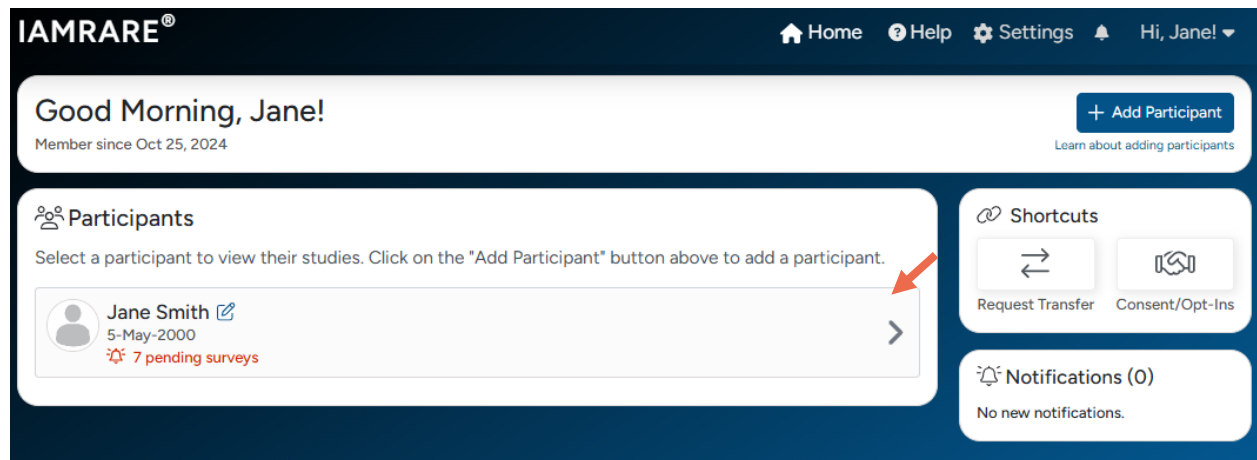 IAMRARE®
Home
Help
Settings
Hi, Jane!
Good Morning, Jane!
Member since Oct 25, 2024
+ Add Participant
Learn about adding participants
Participants
Select a participant to view their studies. Click on the "Add Participant" button above to add a participant.
Jane Smith
5-May-2000
7 pending surveys
Shortcuts
Request Transfer
Consent/Opt-Ins
Notifications (0)
No new notifications.